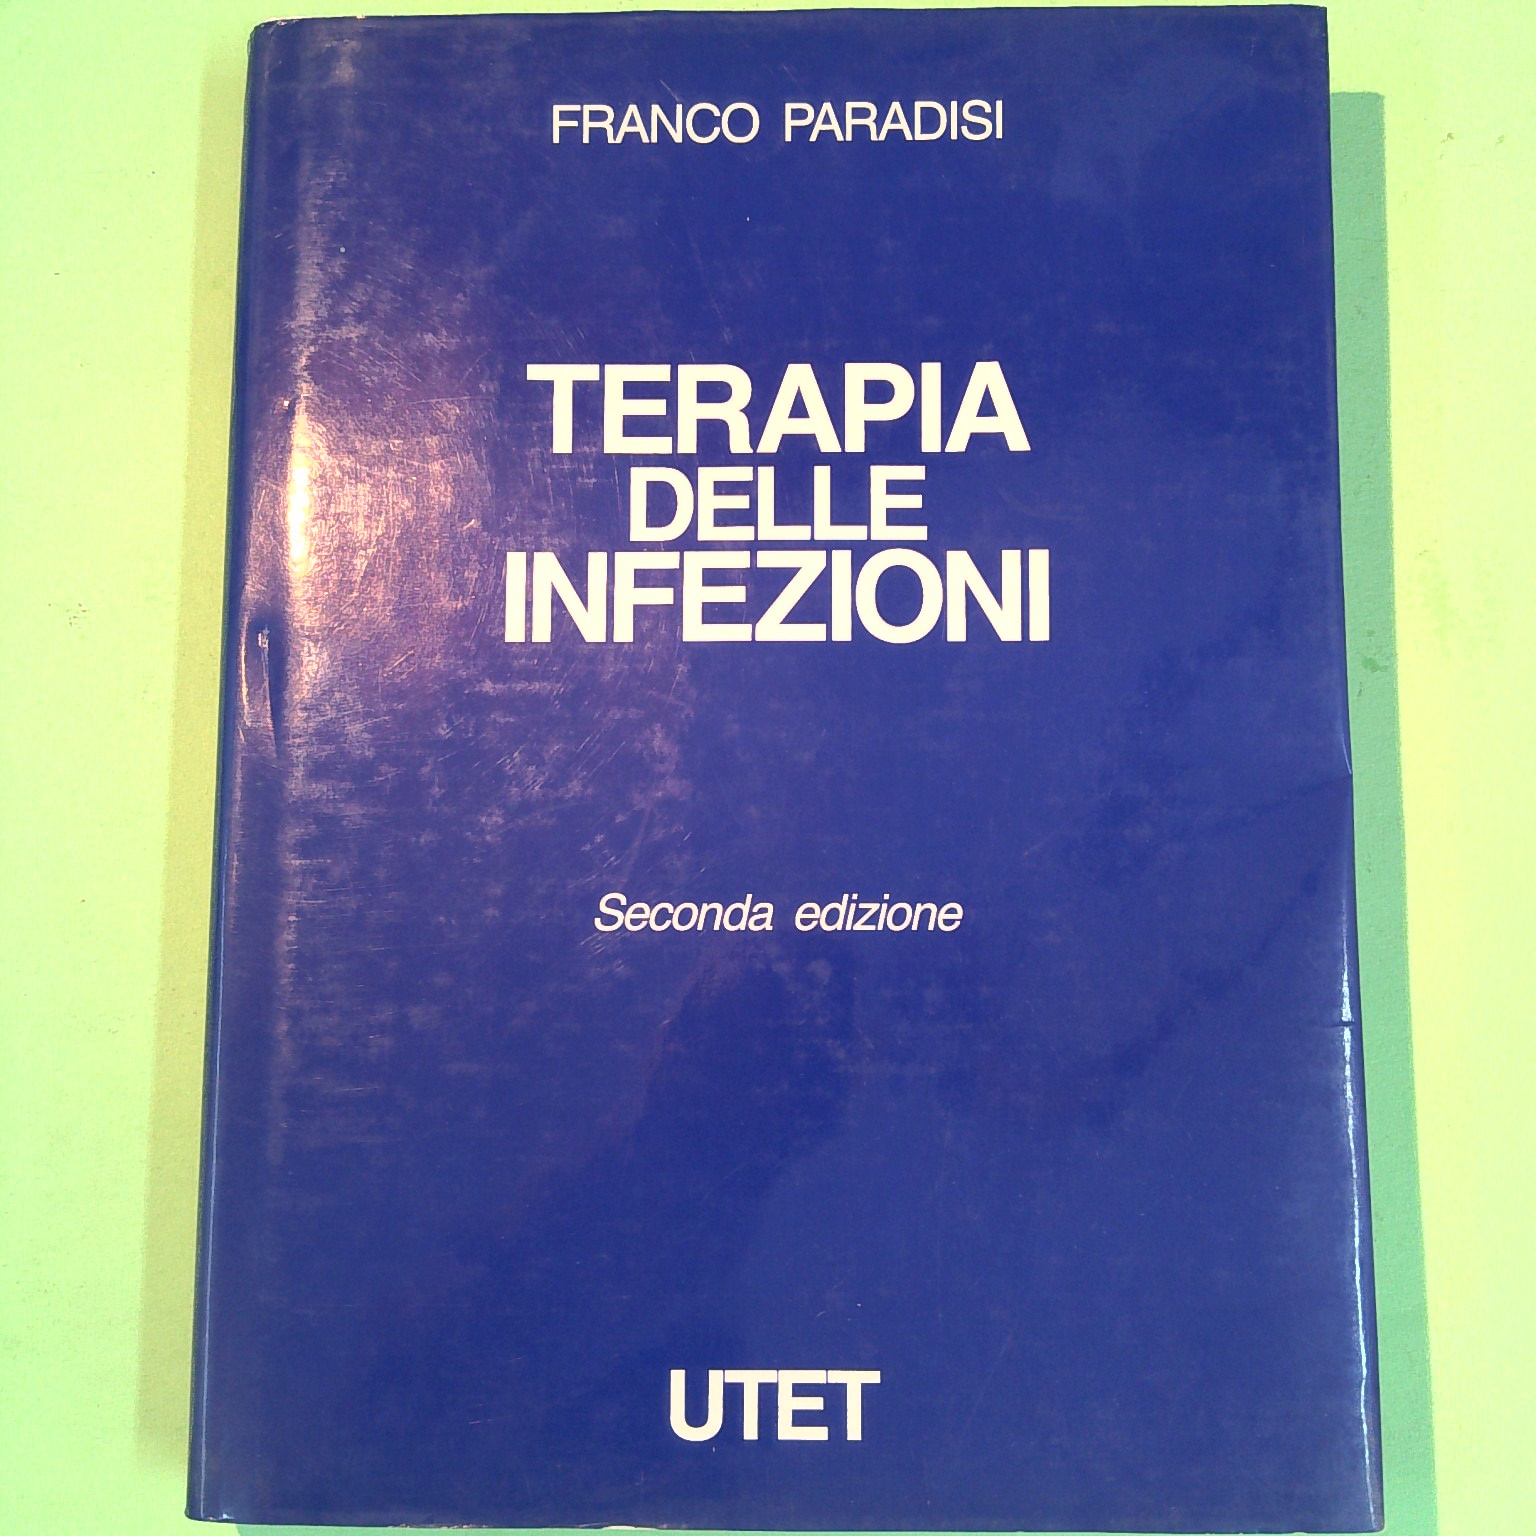 FRANCO PARADISI
TERAPIA
DELLE
INFEZIONI
Seconda edizione
UTET